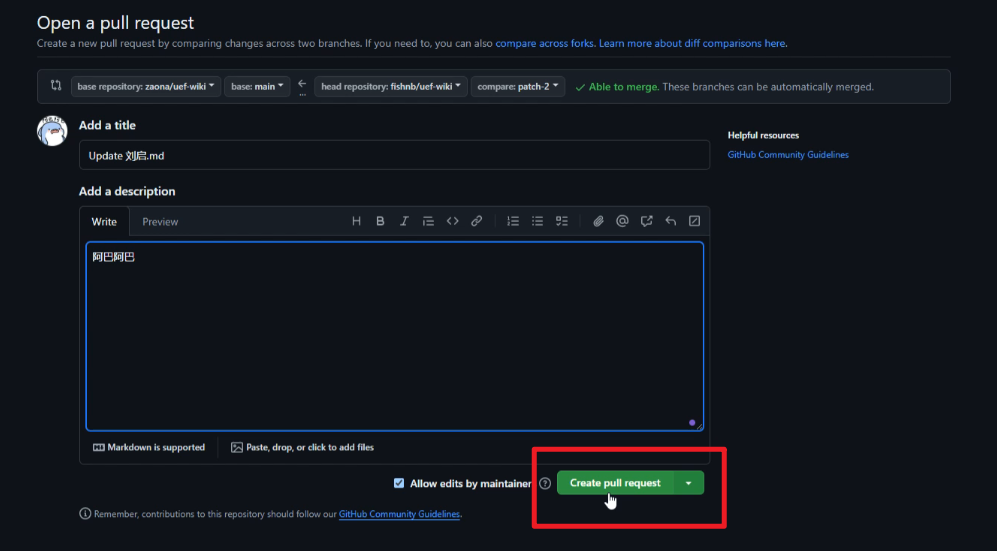 Open a pull request
Create a new pull request by comparing changes across two branches. If you need to, you can also compare across forks. Learn more about diff comparisons here.
base repository: zaona/uef-wiki base: main ← head repository: fishnb/uef-wiki compare: patch-2 ✓ Able to merge. These branches can be automatically merged.
...
Add a title
Helpful resources
Update 刘启.md
GitHub Community Guidelines
Add a description
Write Preview
阿巴阿巴
Markdown is supported Paste, drop, or click to add files
Allow edits by maintainer Create pull request
Remember, contributions to this repository should follow our GitHub Community Guidelines.